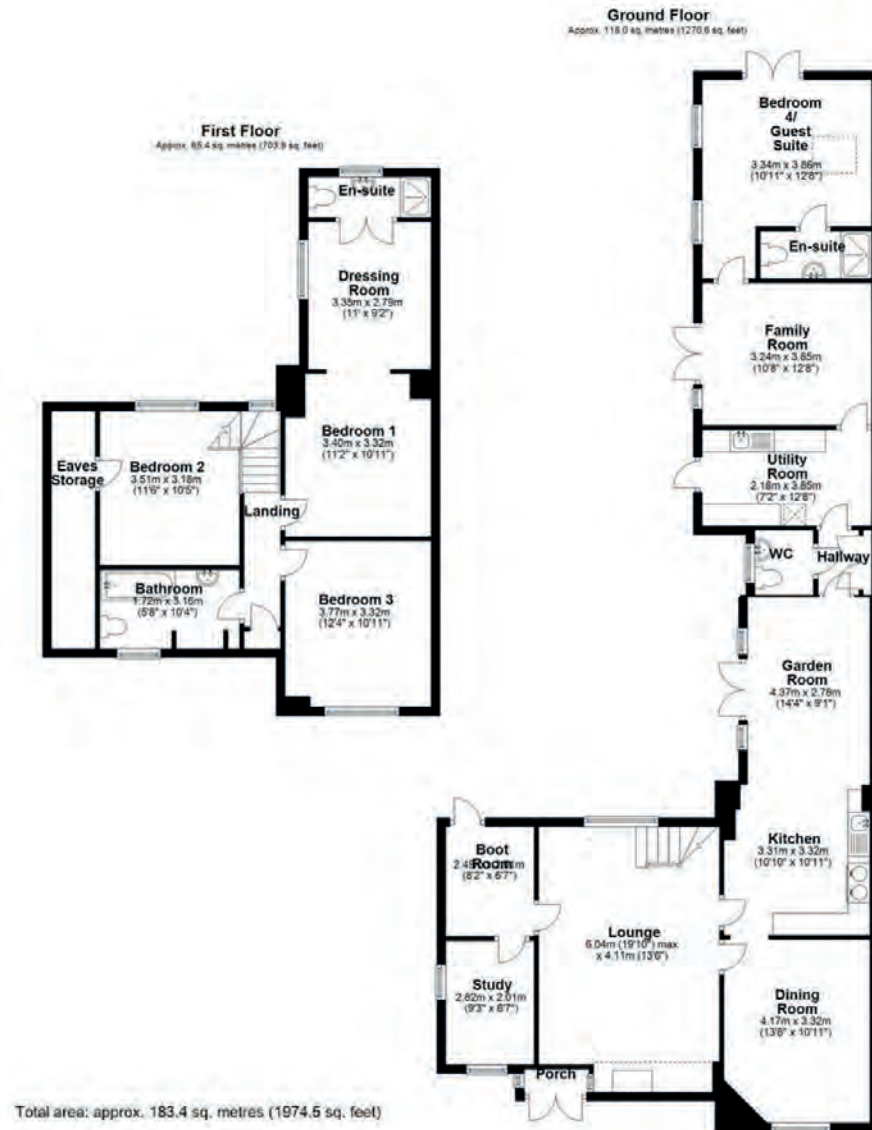 Ground Floor
Approx. 118.0 sq. metres (1270.6 sq. feet)
Bedroom
4/
Guest
Suite
3.34m x 3.86m
(10'11" x 12'8")
En-suite
Family
Room
3.24m x 3.85m
(10'8" x 12'8")
Utility
Room
2.18m x 3.85m
(7'2" x 12'8")
WC
Hallway
Garden
Room
4.37m x 2.78m
(14'4" x 9'1")
Kitchen
3.31m x 3.32m
(10'10" x 10'11")
Boot
Room
(8'2" x 6'7")
Lounge
6.04m (19'10") max
x 4.11m (13'6")
Study
2.82m x 2.01m
(9'3" x 6'7")
Dining
Room
4.17m x 3.32m
(13'8" x 10'11")
Porch
First Floor
Approx. 65.4 sq. metres (703.9 sq. feet)
En-suite
Dressing
Room
3.35m x 2.79m
(11' x 9'2")
Bedroom 1
3.40m x 3.32m
(11'2" x 10'11")
Eaves
Storage
Bedroom 2
3.51m x 3.18m
(11'6" x 10'5")
Landing
Bathroom
1.72m x 3.16m
(5'8" x 10'4")
Bedroom 3
3.77m x 3.32m
(12'4" x 10'11")
Total area: approx. 183.4 sq. metres (1974.5 sq. feet)